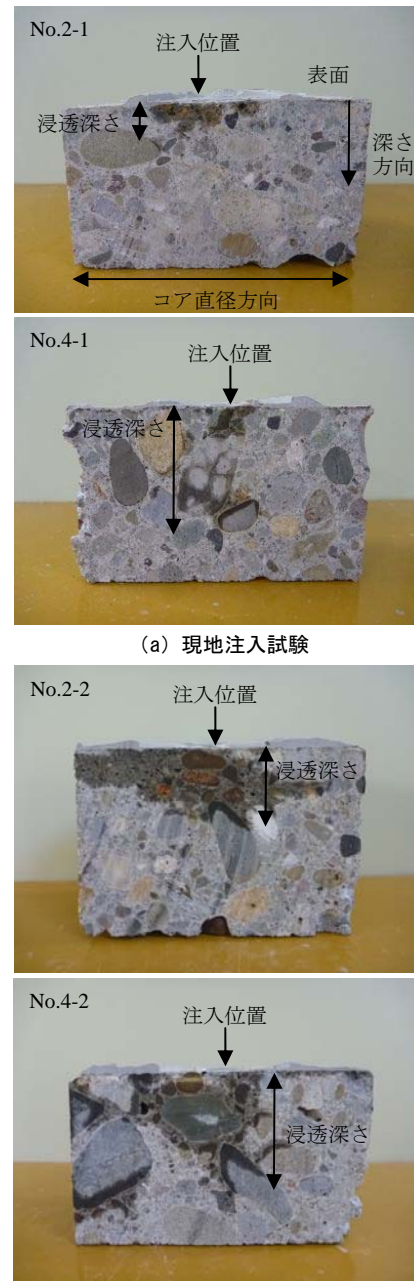 No.2-1
注入位置
表面
浸透深さ
深さ
方向
コア直径方向
No.4-1
注入位置
浸透深さ
(a) 現地注入試験
No.2-2
注入位置
浸透深さ
No.4-2
注入位置
浸透深さ